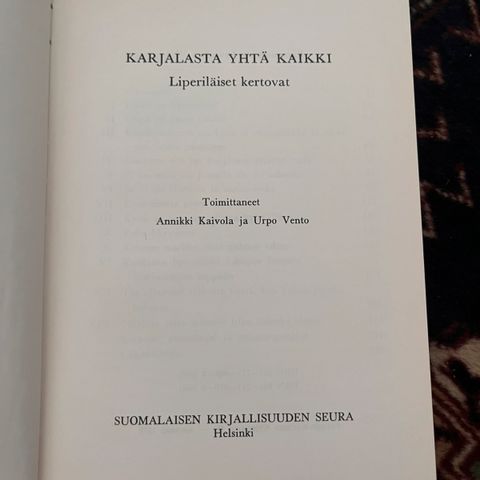 KARJALASTA YHTÄ KAIKKI
Liperiläiset kertovat
Toimittaneet
Annikki Kaivola ja Urpo Vento
SUOMALAISEN KIRJALLISUUDEN SEURA
Helsinki